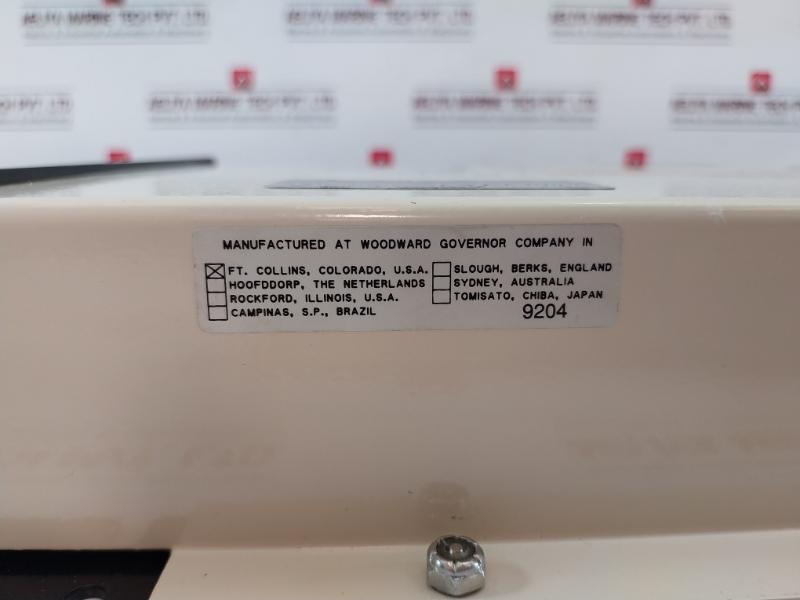 MANUFACTURED AT WOODWARD GOVERNOR COMPANY IN
FT. COLLINS, COLORADO, U.S.A.
HOOFDDORP, THE NETHERLANDS
ROCKFORD, ILLINOIS, U.S.A.
CAMPINAS, S.P., BRAZIL
SLOUGH, BERKS, ENGLAND
SYDNEY, AUSTRALIA
TOMISATO, CHIBA, JAPAN
9204